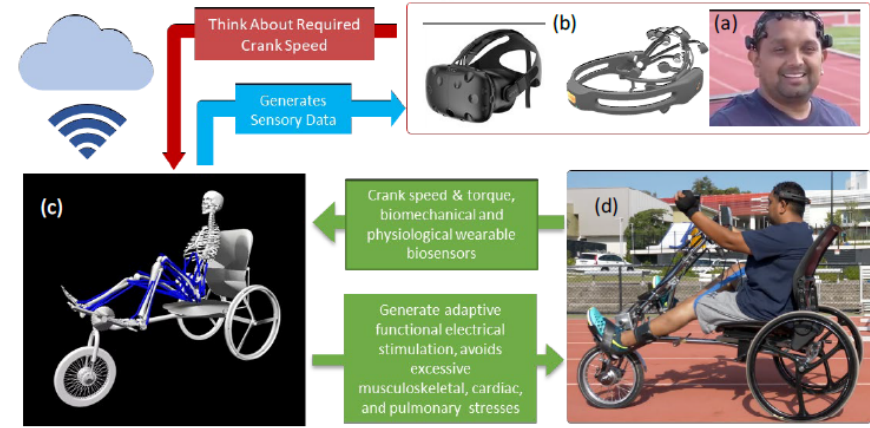 Think About Required
Crank Speed
(b)
(a)
Generates
Sensory Data
(c)
Crank speed & torque,
biomechanical and
physiological wearable
biosensors
(d)
Generate adaptive
functional electrical
stimulation, avoids
excessive
musculoskeletal, cardiac,
and pulmonary stresses